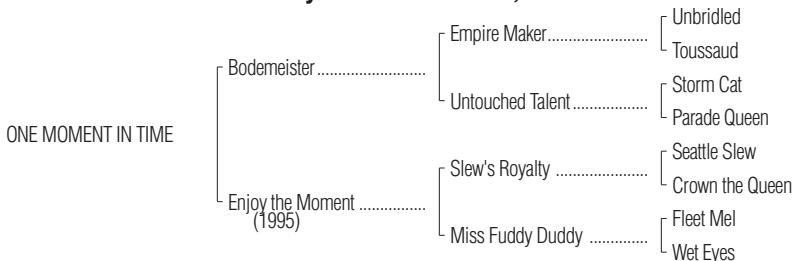 Unbridled
Empire Maker......................
Toussaud
Bodemeister..........................
Storm Cat
Untouched Talent..................
Parade Queen
ONE MOMENT IN TIME
Seattle Slew
Slew's Royalty ......................
Crown the Queen
Enjoy the Moment ................
(1995)
Fleet Mel
Miss Fuddy Duddy ..............
Wet Eyes